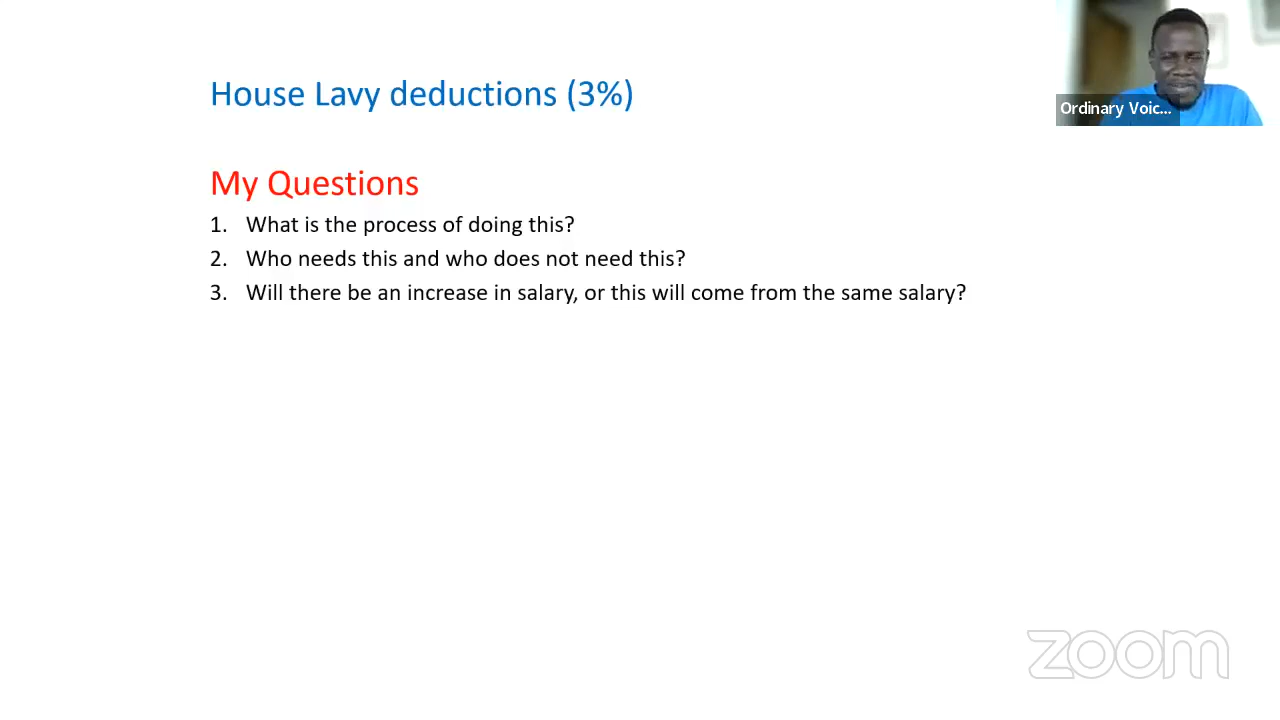 House Lavy deductions (3%)
Ordinary Voic...
My Questions
1. What is the process of doing this?
2. Who needs this and who does not need this?
3. Will there be an increase in salary, or this will come from the same salary?
zoom